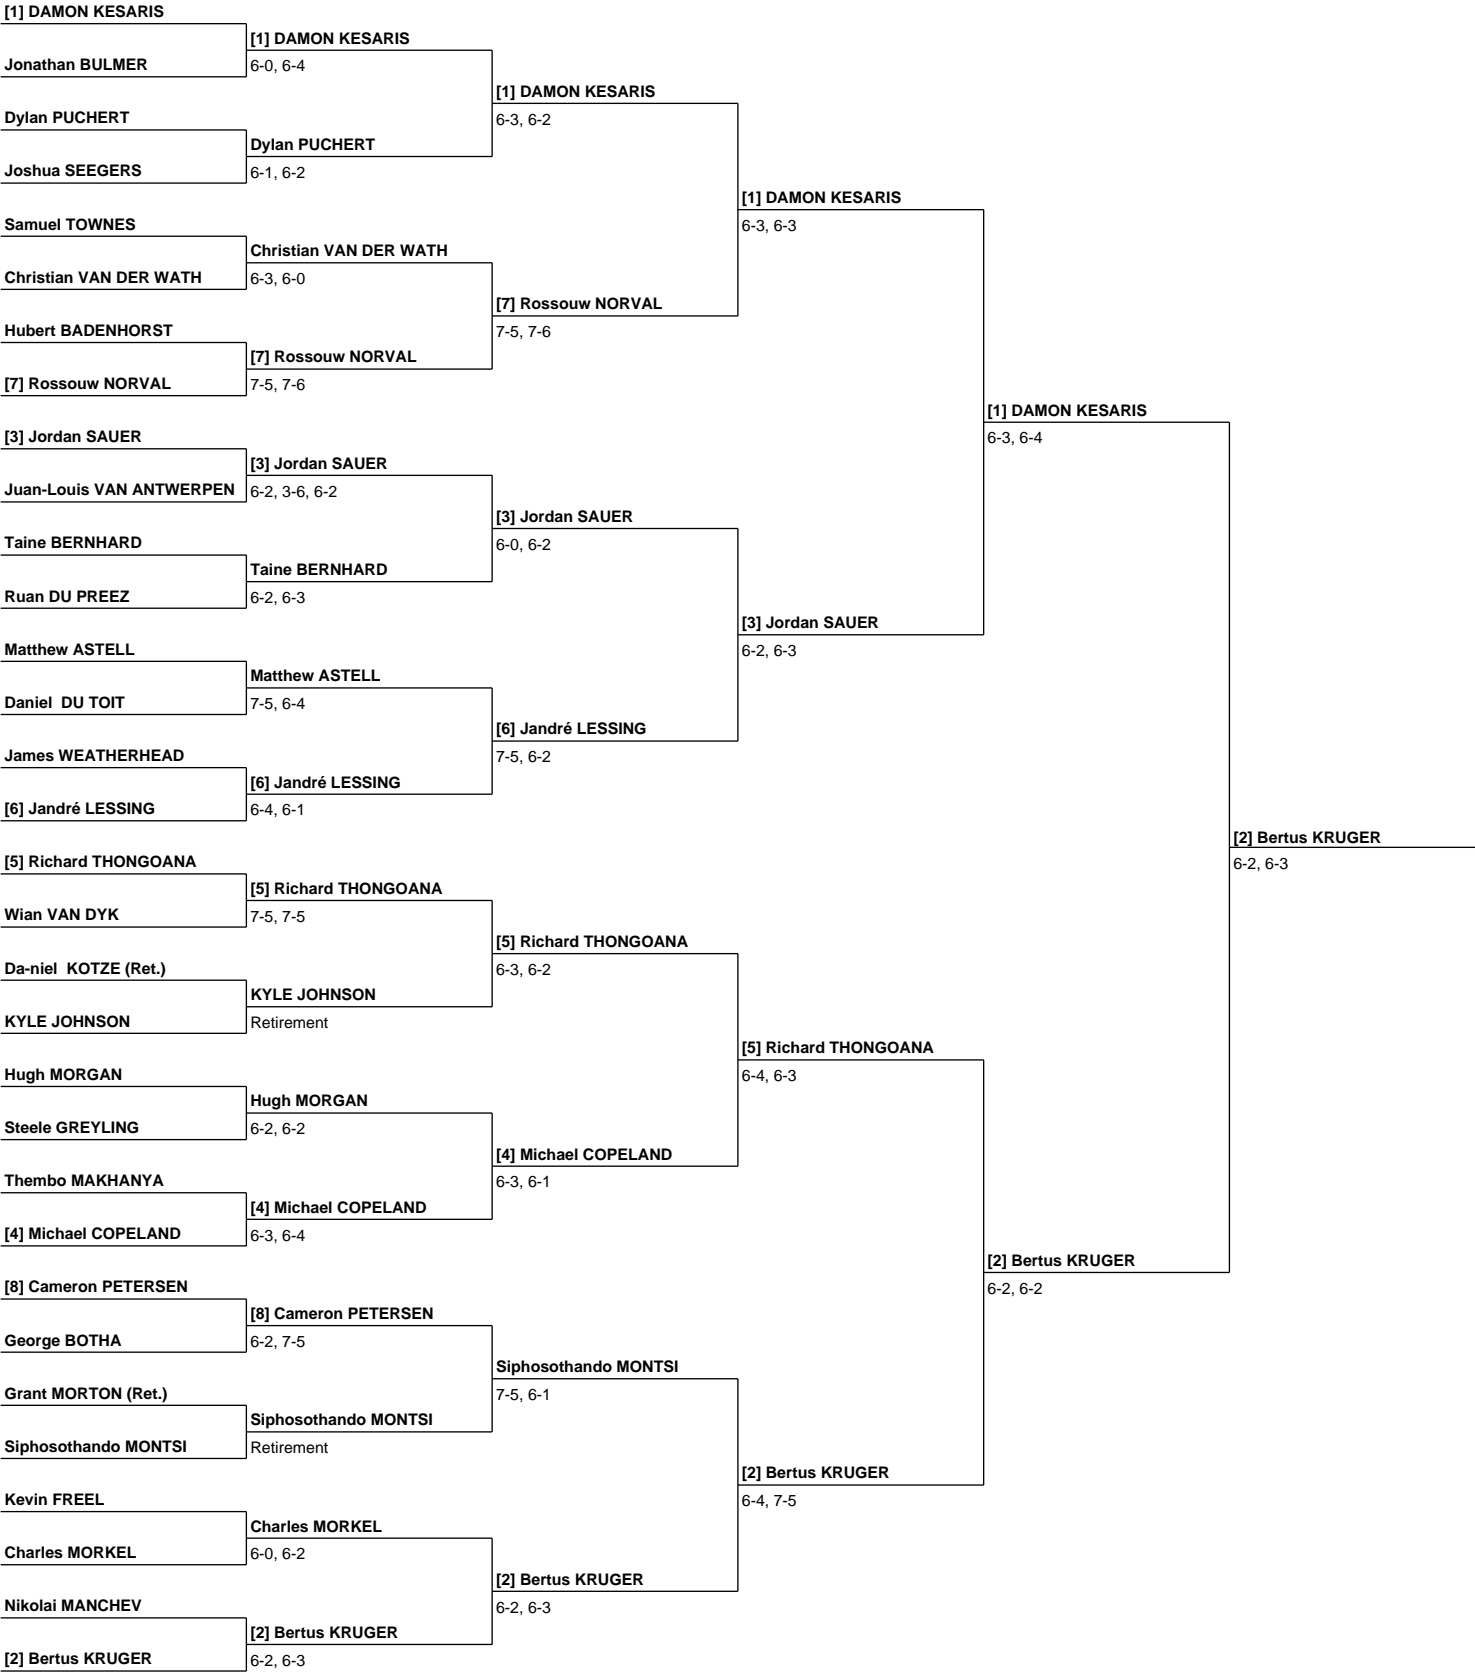 [1] DAMON KESARIS
[1] DAMON KESARIS
Jonathan BULMER
6-0, 6-4
[1] DAMON KESARIS
Dylan PUCHERT
6-3, 6-2
Dylan PUCHERT
Joshua SEEGERS
6-1, 6-2
[1] DAMON KESARIS
Samuel TOWNES
6-3, 6-3
Christian VAN DER WATH
Christian VAN DER WATH
6-3, 6-0
[7] Rossouw NORVAL
Hubert BADENHORST
7-5, 7-6
[7] Rossouw NORVAL
[7] Rossouw NORVAL
7-5, 7-6
[1] DAMON KESARIS
[3] Jordan SAUER
6-3, 6-4
[3] Jordan SAUER
Juan-Louis VAN ANTWERPEN
6-2, 3-6, 6-2
[3] Jordan SAUER
Taine BERNHARD
6-0, 6-2
Taine BERNHARD
Ruan DU PREEZ
6-2, 6-3
[3] Jordan SAUER
Matthew ASTELL
6-2, 6-3
Matthew ASTELL
Daniel  DU TOIT
7-5, 6-4
[6] Jandré LESSING
James WEATHERHEAD
7-5, 6-2
[6] Jandré LESSING
[6] Jandré LESSING
6-4, 6-1
[2] Bertus KRUGER
[5] Richard THONGOANA
6-2, 6-3
[5] Richard THONGOANA
Wian VAN DYK
7-5, 7-5
[5] Richard THONGOANA
Da-niel  KOTZE (Ret.)
6-3, 6-2
KYLE JOHNSON
KYLE JOHNSON
Retirement
[5] Richard THONGOANA
Hugh MORGAN
6-4, 6-3
Hugh MORGAN
Steele GREYLING
6-2, 6-2
[4] Michael COPELAND
Thembo MAKHANYA
6-3, 6-1
[4] Michael COPELAND
[4] Michael COPELAND
6-3, 6-4
[2] Bertus KRUGER
[8] Cameron PETERSEN
6-2, 6-2
[8] Cameron PETERSEN
George BOTHA
6-2, 7-5
Siphosothando MONTSI
Grant MORTON (Ret.)
7-5, 6-1
Siphosothando MONTSI
Siphosothando MONTSI
Retirement
[2] Bertus KRUGER
Kevin FREEL
6-4, 7-5
Charles MORKEL
Charles MORKEL
6-0, 6-2
[2] Bertus KRUGER
Nikolai MANCHEV
6-2, 6-3
[2] Bertus KRUGER
[2] Bertus KRUGER
6-2, 6-3